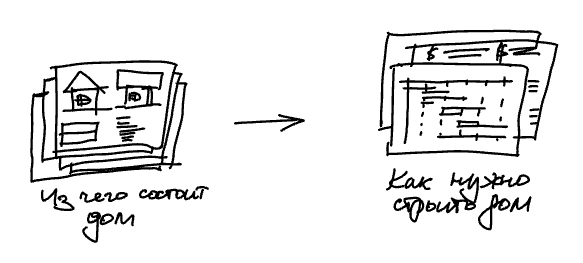 $ $
Из чего состоит
дом
Как нужно
строить дом